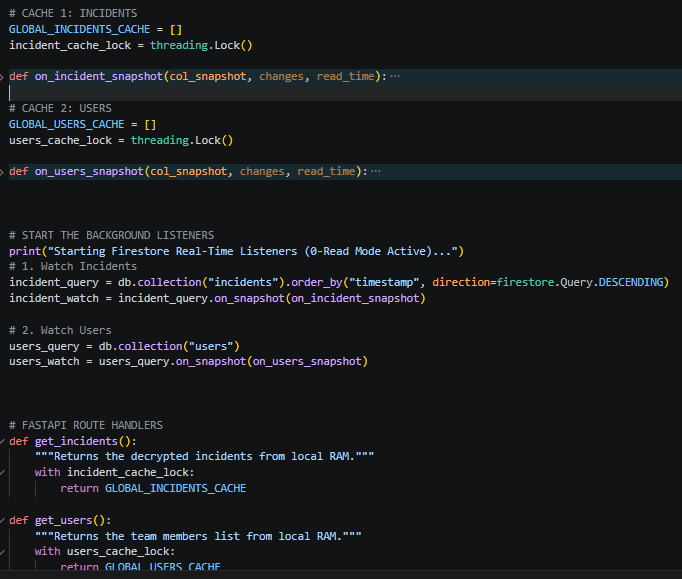 # CACHE 1: INCIDENTS
GLOBAL_INCIDENTS_CACHE = []
incident_cache_lock = threading.Lock()
def on_incident_snapshot(col_snapshot, changes, read_time):···
# CACHE 2: USERS
GLOBAL_USERS_CACHE = []
users_cache_lock = threading.Lock()
def on_users_snapshot(col_snapshot, changes, read_time):···
# START THE BACKGROUND LISTENERS
print("Starting Firestore Real-Time Listeners (0-Read Mode Active)...")
# 1. Watch Incidents
incident_query = db.collection("incidents").order_by("timestamp", direction=firestore.Query.DESCENDING)
incident_watch = incident_query.on_snapshot(on_incident_snapshot)
# 2. Watch Users
users_query = db.collection("users")
users_watch = users_query.on_snapshot(on_users_snapshot)
# FASTAPI ROUTE HANDLERS
def get_incidents():
"""Returns the decrypted incidents from local RAM."""
with incident_cache_lock:
return GLOBAL_INCIDENTS_CACHE
def get_users():
"""Returns the team members list from local RAM."""
with users_cache_lock:
return GLOBAL_USERS_CACHE